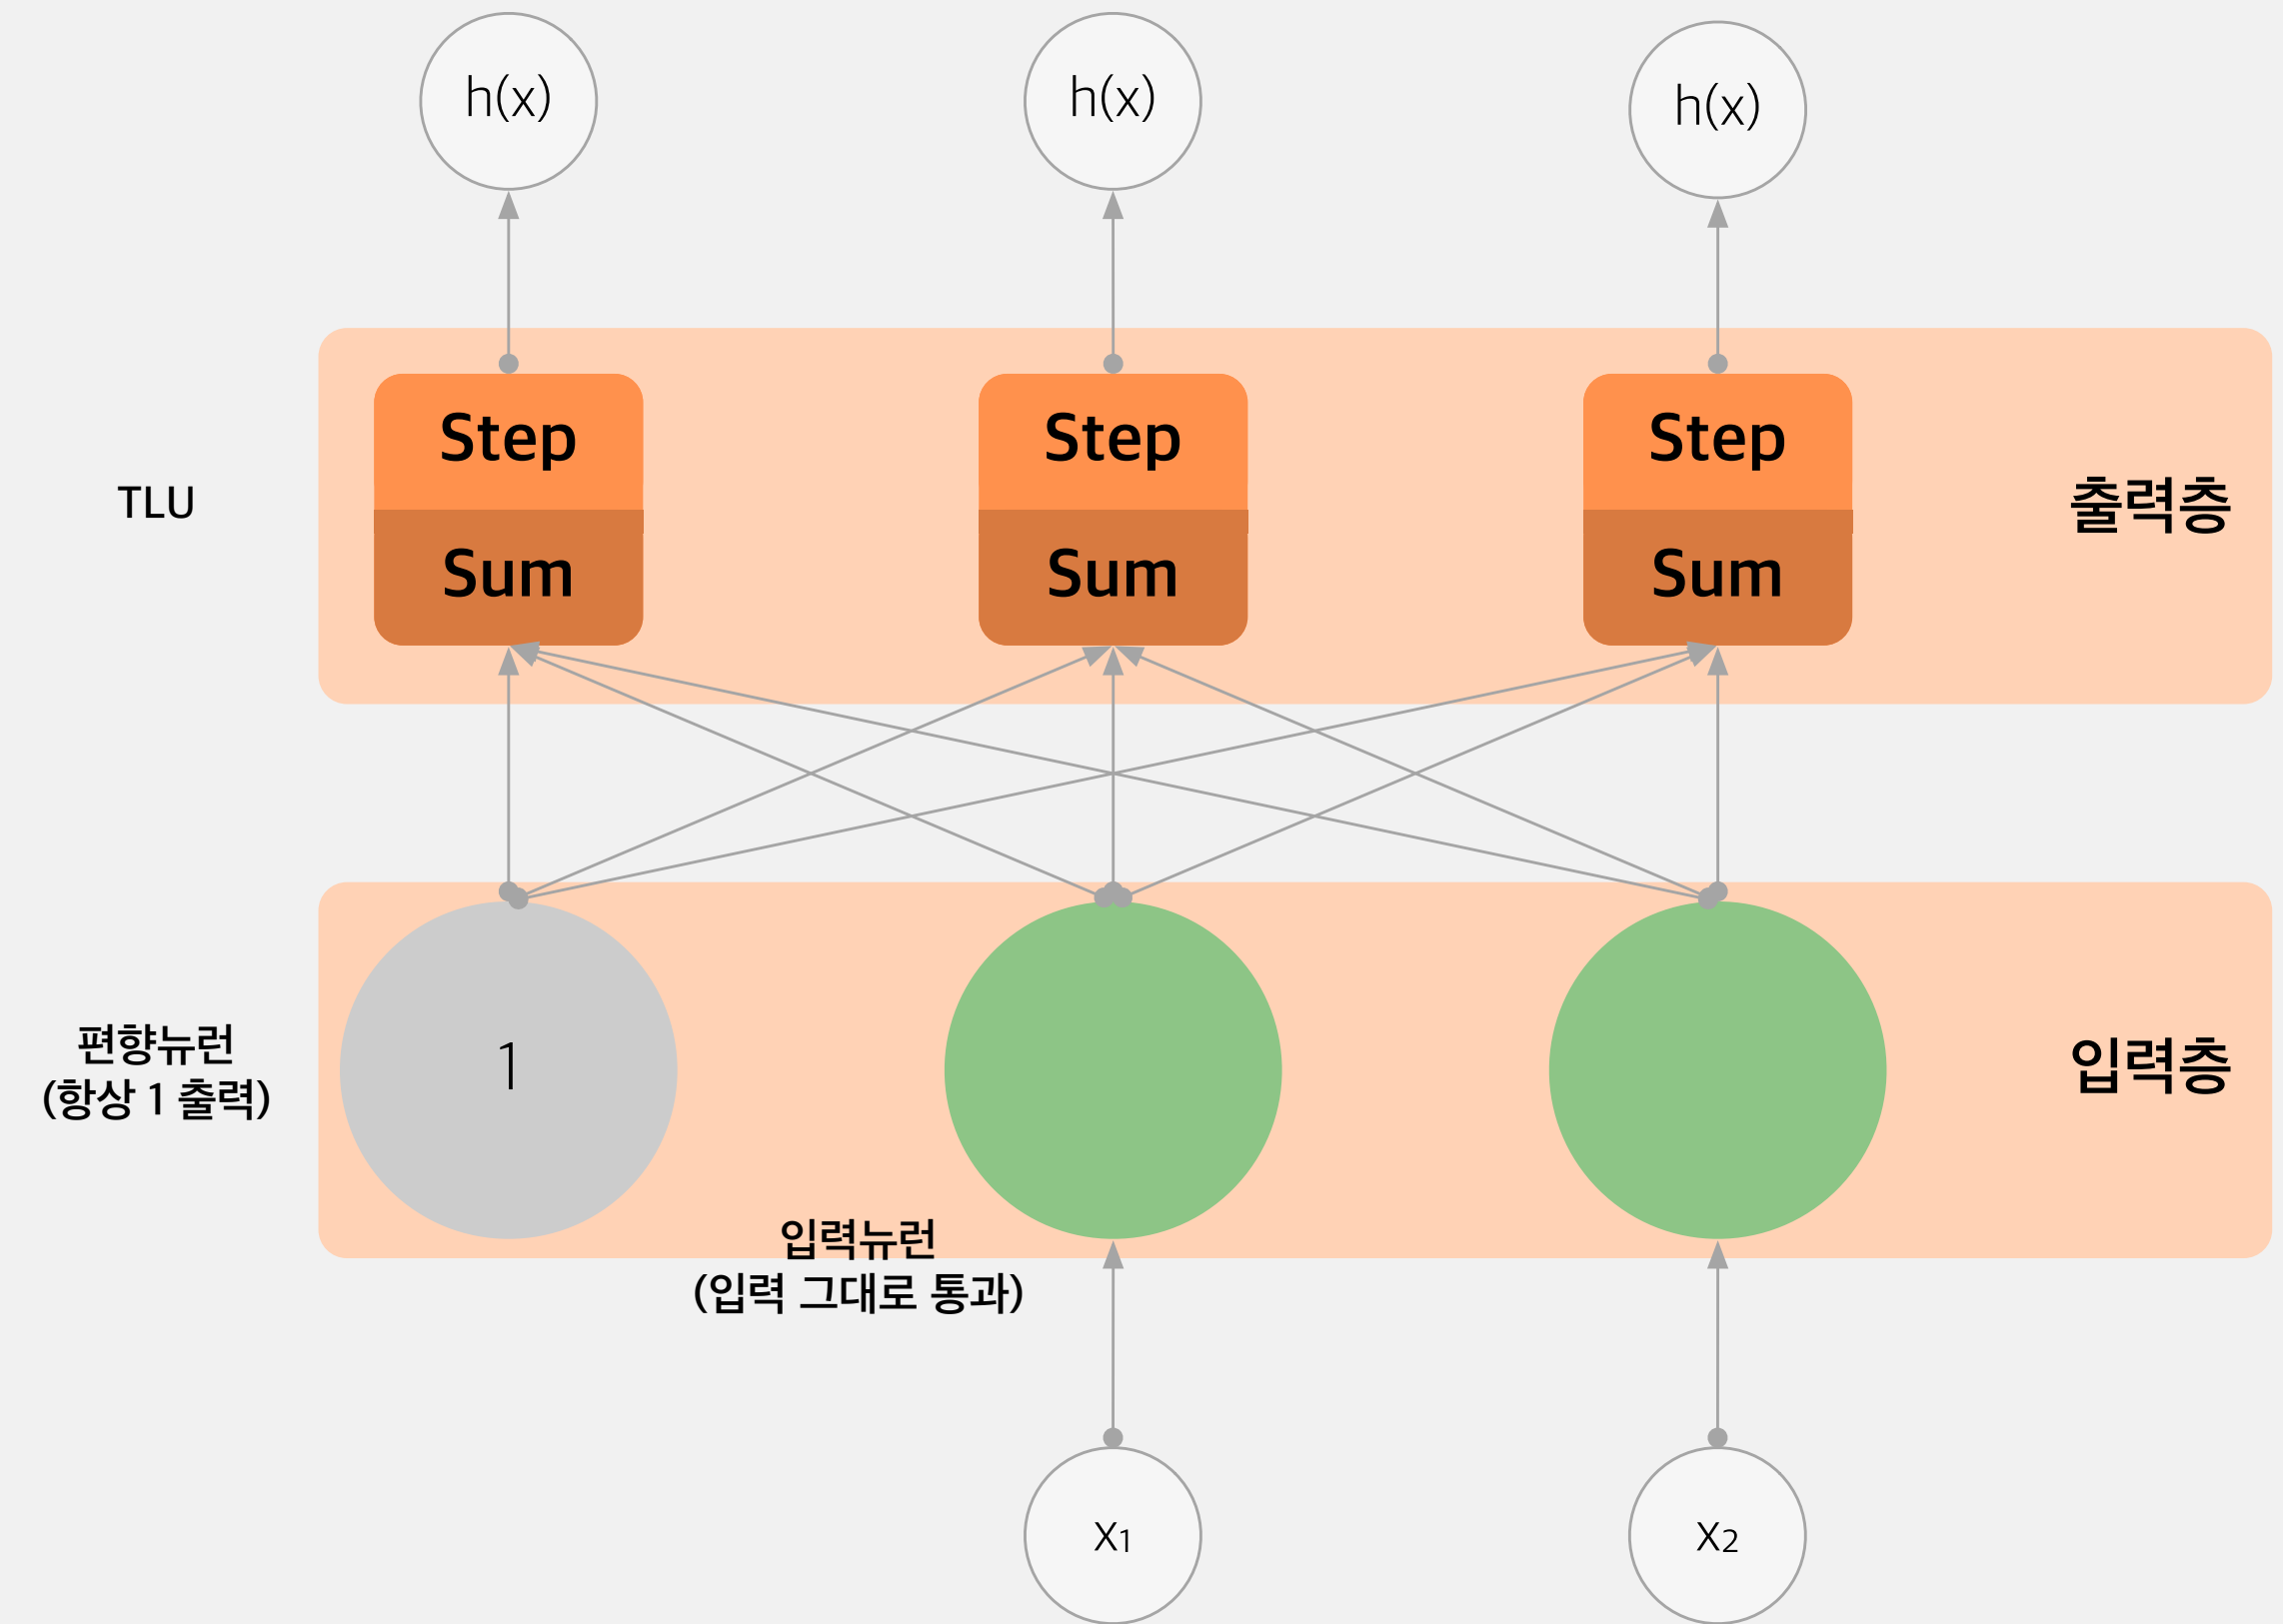 h(x)
h(x)
h(x)
Step
Step
Step
TLU
출력층
Sum
Sum
Sum
편향뉴런
(항상 1 출력)
1
입력층
입력뉴런
(입력 그대로 통과)
x1
x2